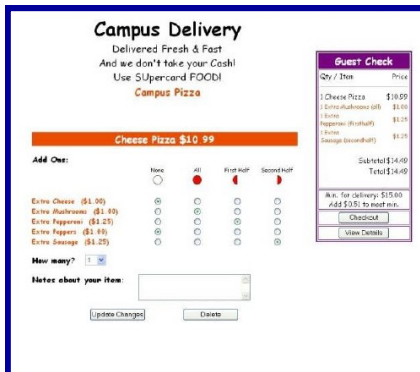 Campus Delivery
Delivered Fresh & Fast
And we don't take your Cash!
Use SUpercard FOOD!
Campus Pizza
Cheese Pizza $10.99
Add One:
None All First Half Second Half
Extra Cheese ($1.00)
Extra Mushrooms ($1.00)
Extra Pepperoni ($1.25)
Extra Peppers ($1.00)
Extra Sausage ($1.25)
How many? 1
Notes about your item:
Update Changes Delete
Guest Check
Qty / Item Price
1 Cheese Pizza $10.99
1 Extra Mushrooms (all) $1.00
1 Extra
Pepperoni (firsthalf) $1.25
1 Extra
Sausage (secondhalf) $1.25
Subtotal $14.49
Total $14.49
Min. for delivery: $15.00
Add $0.51 to meet min.
Checkout
View Details